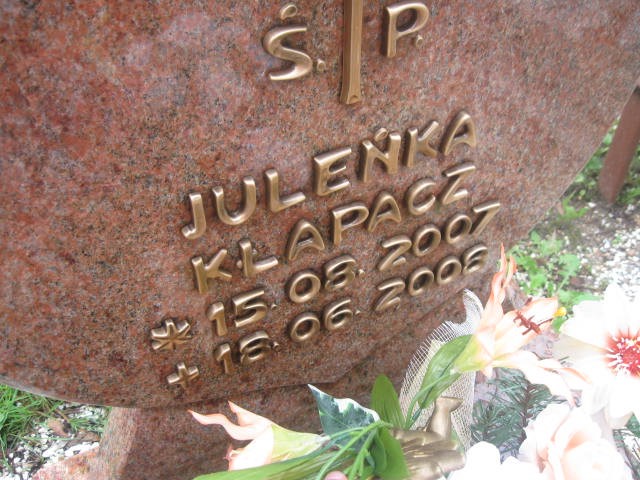 Ś. P.
JULEŃKA
KLAPACZ
* 15.08.2007
+ 18.06.2008